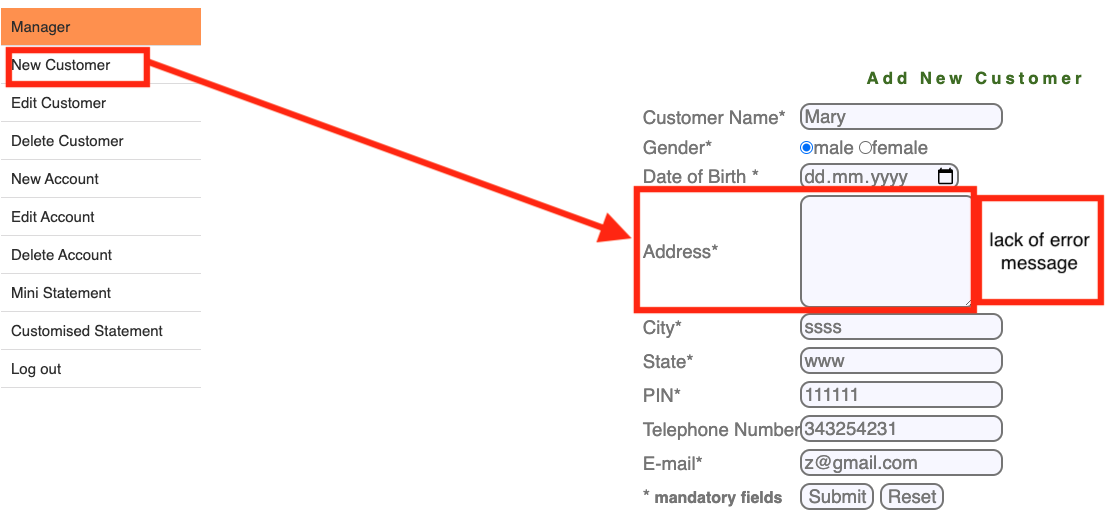 Manager
New Customer
Edit Customer
Delete Customer
New Account
Edit Account
Delete Account
Mini Statement
Customised Statement
Log out
Add New Customer
Customer Name* Mary
Gender* male female
Date of Birth * dd.mm.yyyy
Address*
lack of error
message
City* ssss
State* www
PIN* 111111
Telephone Number 343254231
E-mail* z@gmail.com
* mandatory fields Submit Reset